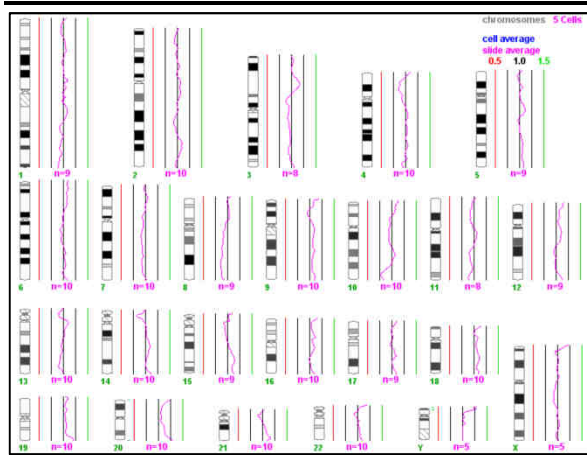 chromosomes 5 Cells
cell average
slide average
0.5 1.0 1.5
1 n=9
2 n=10
3 n=8
4 n=10
5 n=9
6 n=10
7 n=10
8 n=9
9 n=10
10 n=10
11 n=8
12 n=9
13 n=10
14 n=10
15 n=9
16 n=10
17 n=9
18 n=10
19 n=10
20 n=10
21 n=10
22 n=10
Y n=5
X n=5